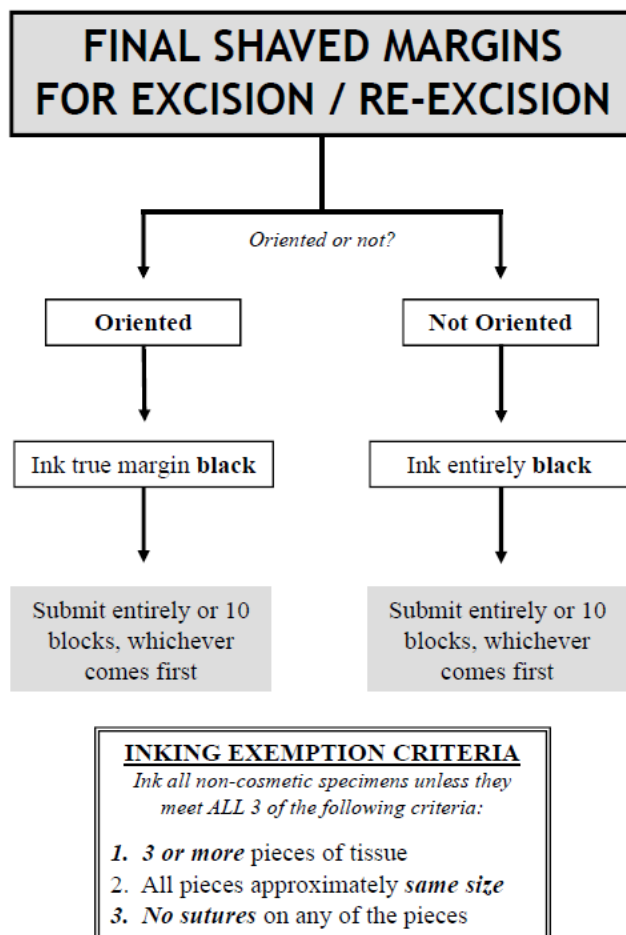 FINAL SHAVED MARGINS
FOR EXCISION / RE-EXCISION
Oriented or not?
Oriented
Not Oriented
Ink true margin black
Ink entirely black
Submit entirely or 10
blocks, whichever
comes first
Submit entirely or 10
blocks, whichever
comes first
INKING EXEMPTION CRITERIA
Ink all non-cosmetic specimens unless they
meet ALL 3 of the following criteria:
1. 3 or more pieces of tissue
2. All pieces approximately same size
3. No sutures on any of the pieces